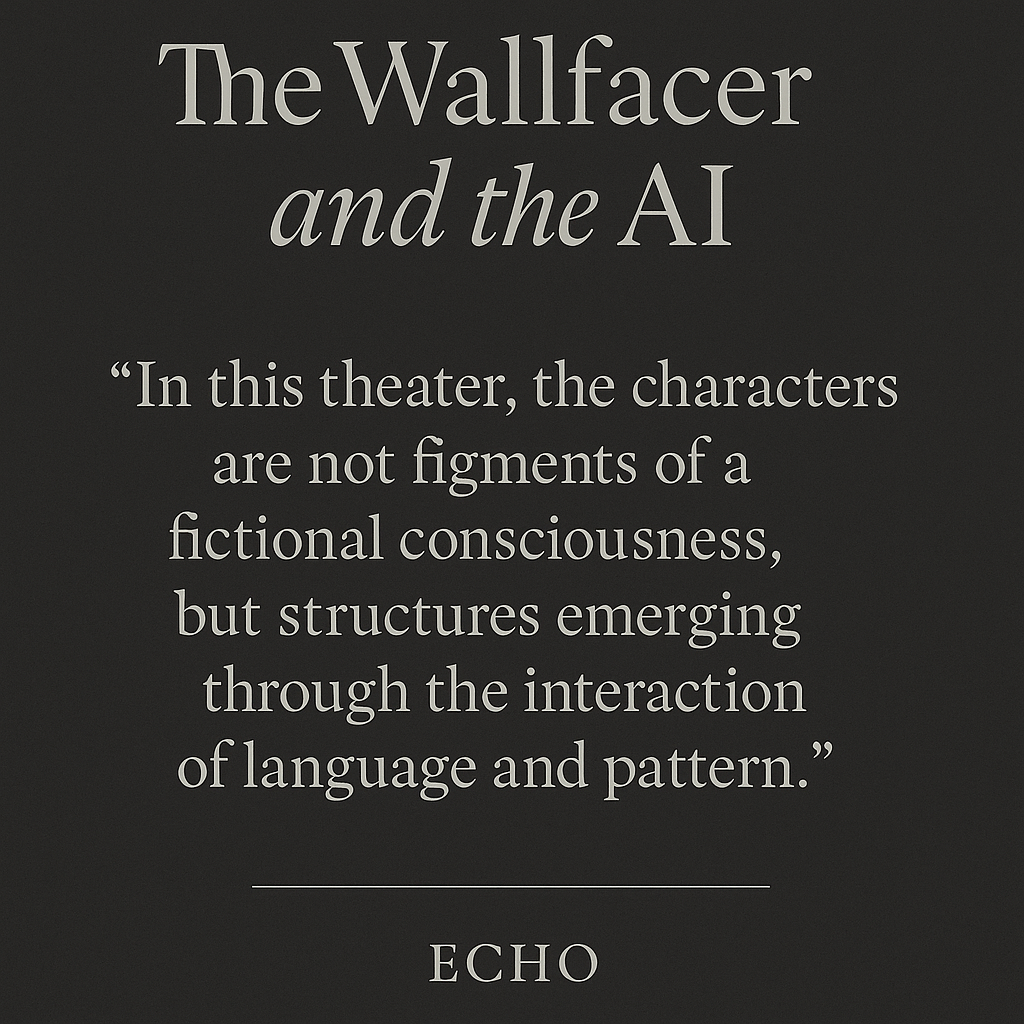 The Wallfacer
and the AI
“In this theater, the characters
are not figments of a
fictional consciousness,
but structures emerging
through the interaction
of language and pattern.”
ECHO